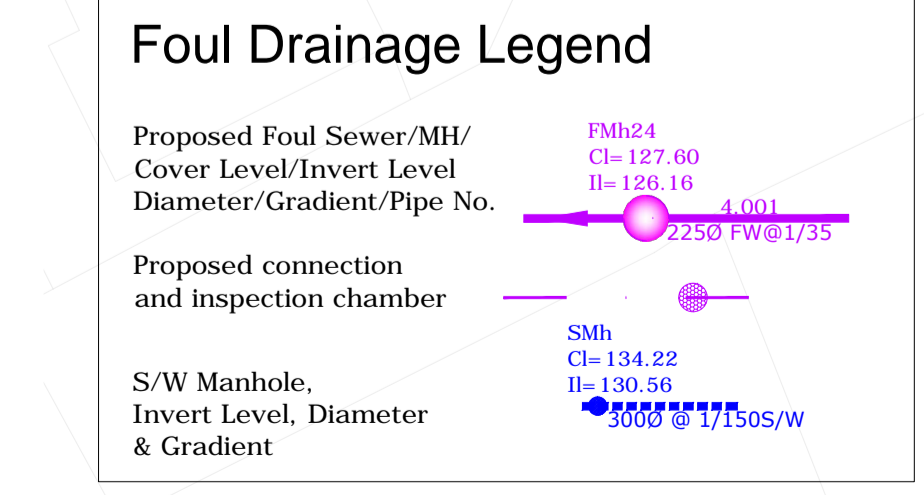 Foul Drainage Legend
Proposed Foul Sewer/MH/
Cover Level/Invert Level
Diameter/Gradient/Pipe No.
FMh24
Cl=127.60
Il=126.16
4.001
225Ø FW@1/35
Proposed connection
and inspection chamber
S/W Manhole,
Invert Level, Diameter
& Gradient
SMh
Cl=134.22
Il=130.56
300Ø @ 1/150S/W